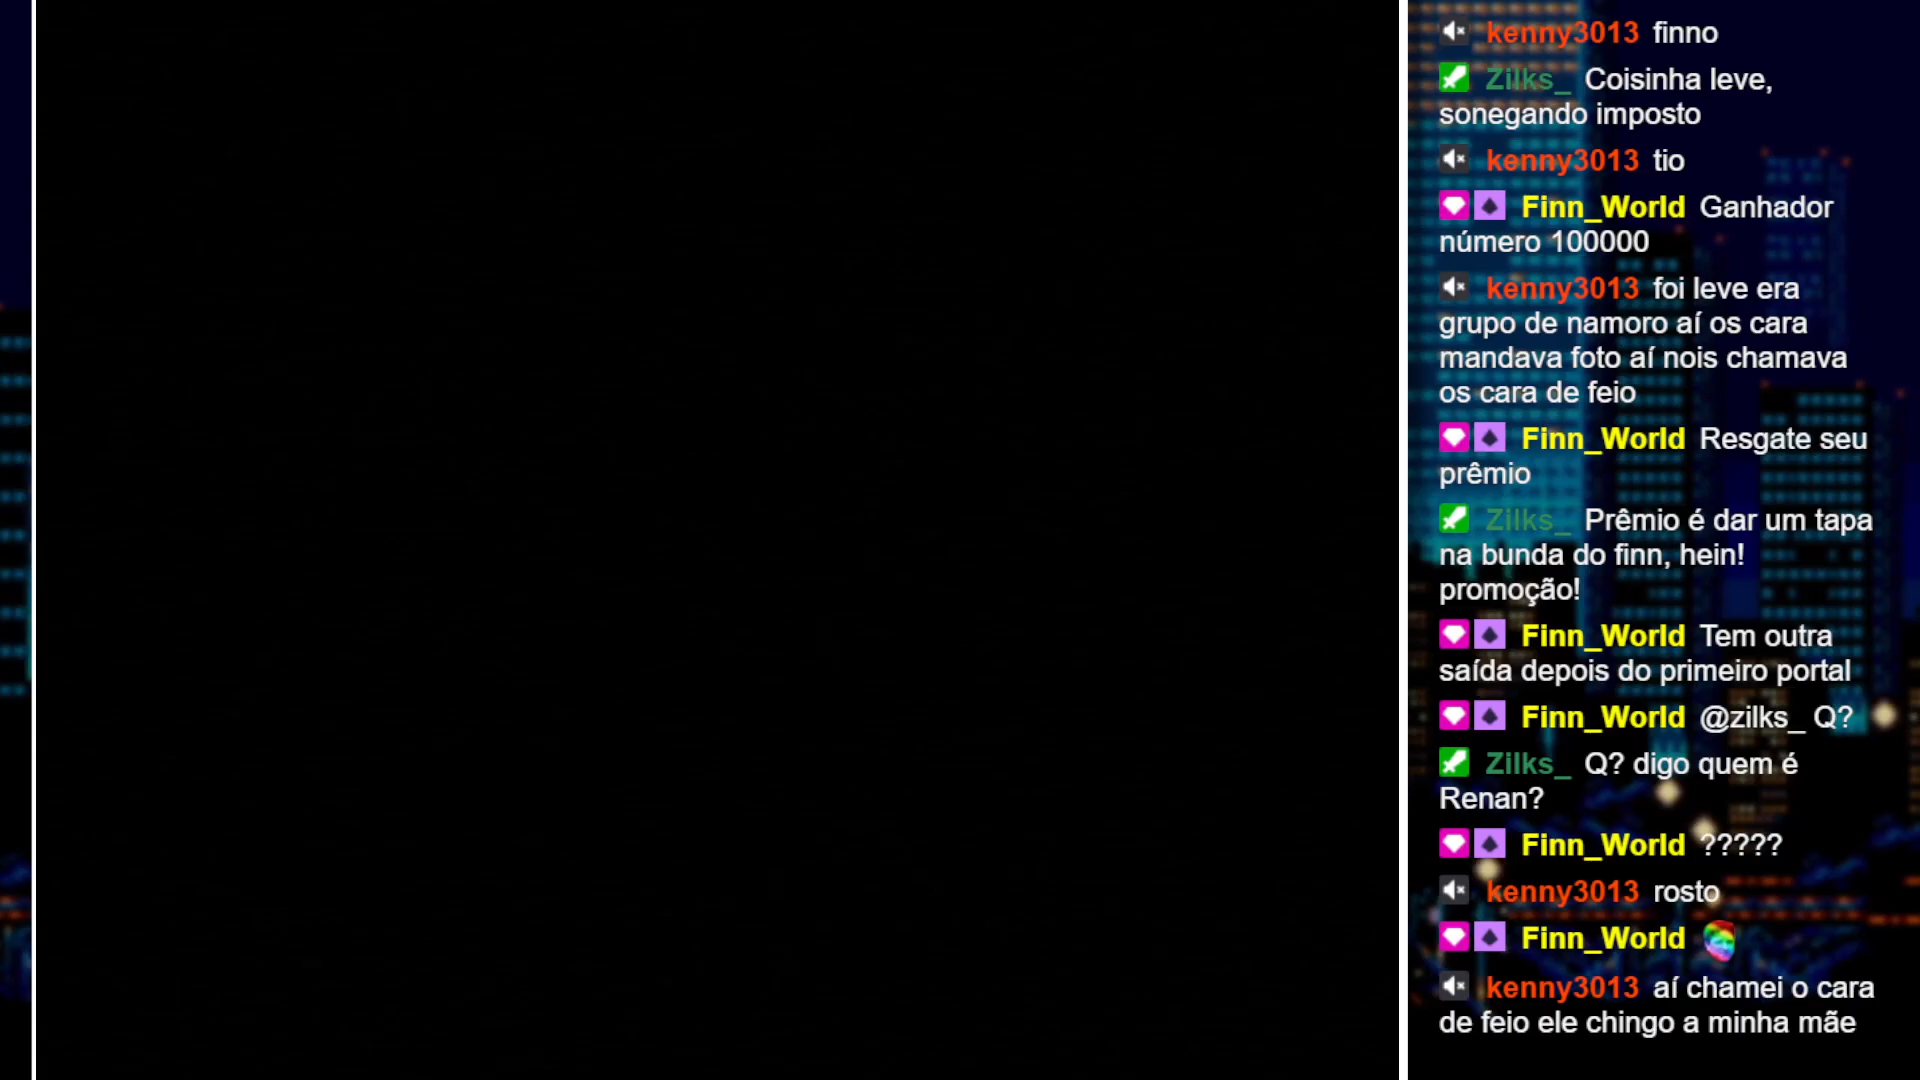 kenny3013 finno
Zilks_ Coisinha leve,
sonegando imposto
kenny3013 tio
Finn_World Ganhador
número 100000
kenny3013 foi leve era
grupo de namoro aí os cara
mandava foto aí nois chamava
os cara de feio
Finn_World Resgate seu
prêmio
Zilks_ Prêmio é dar um tapa
na bunda do finn, hein!
promoção!
Finn_World Tem outra
saída depois do primeiro portal
Finn_World @zilks_ Q?
Zilks_ Q? digo quem é
Renan?
Finn_World ?????
kenny3013 rosto
Finn_World
kenny3013 aí chamei o cara
de feio ele chingo a minha mãe